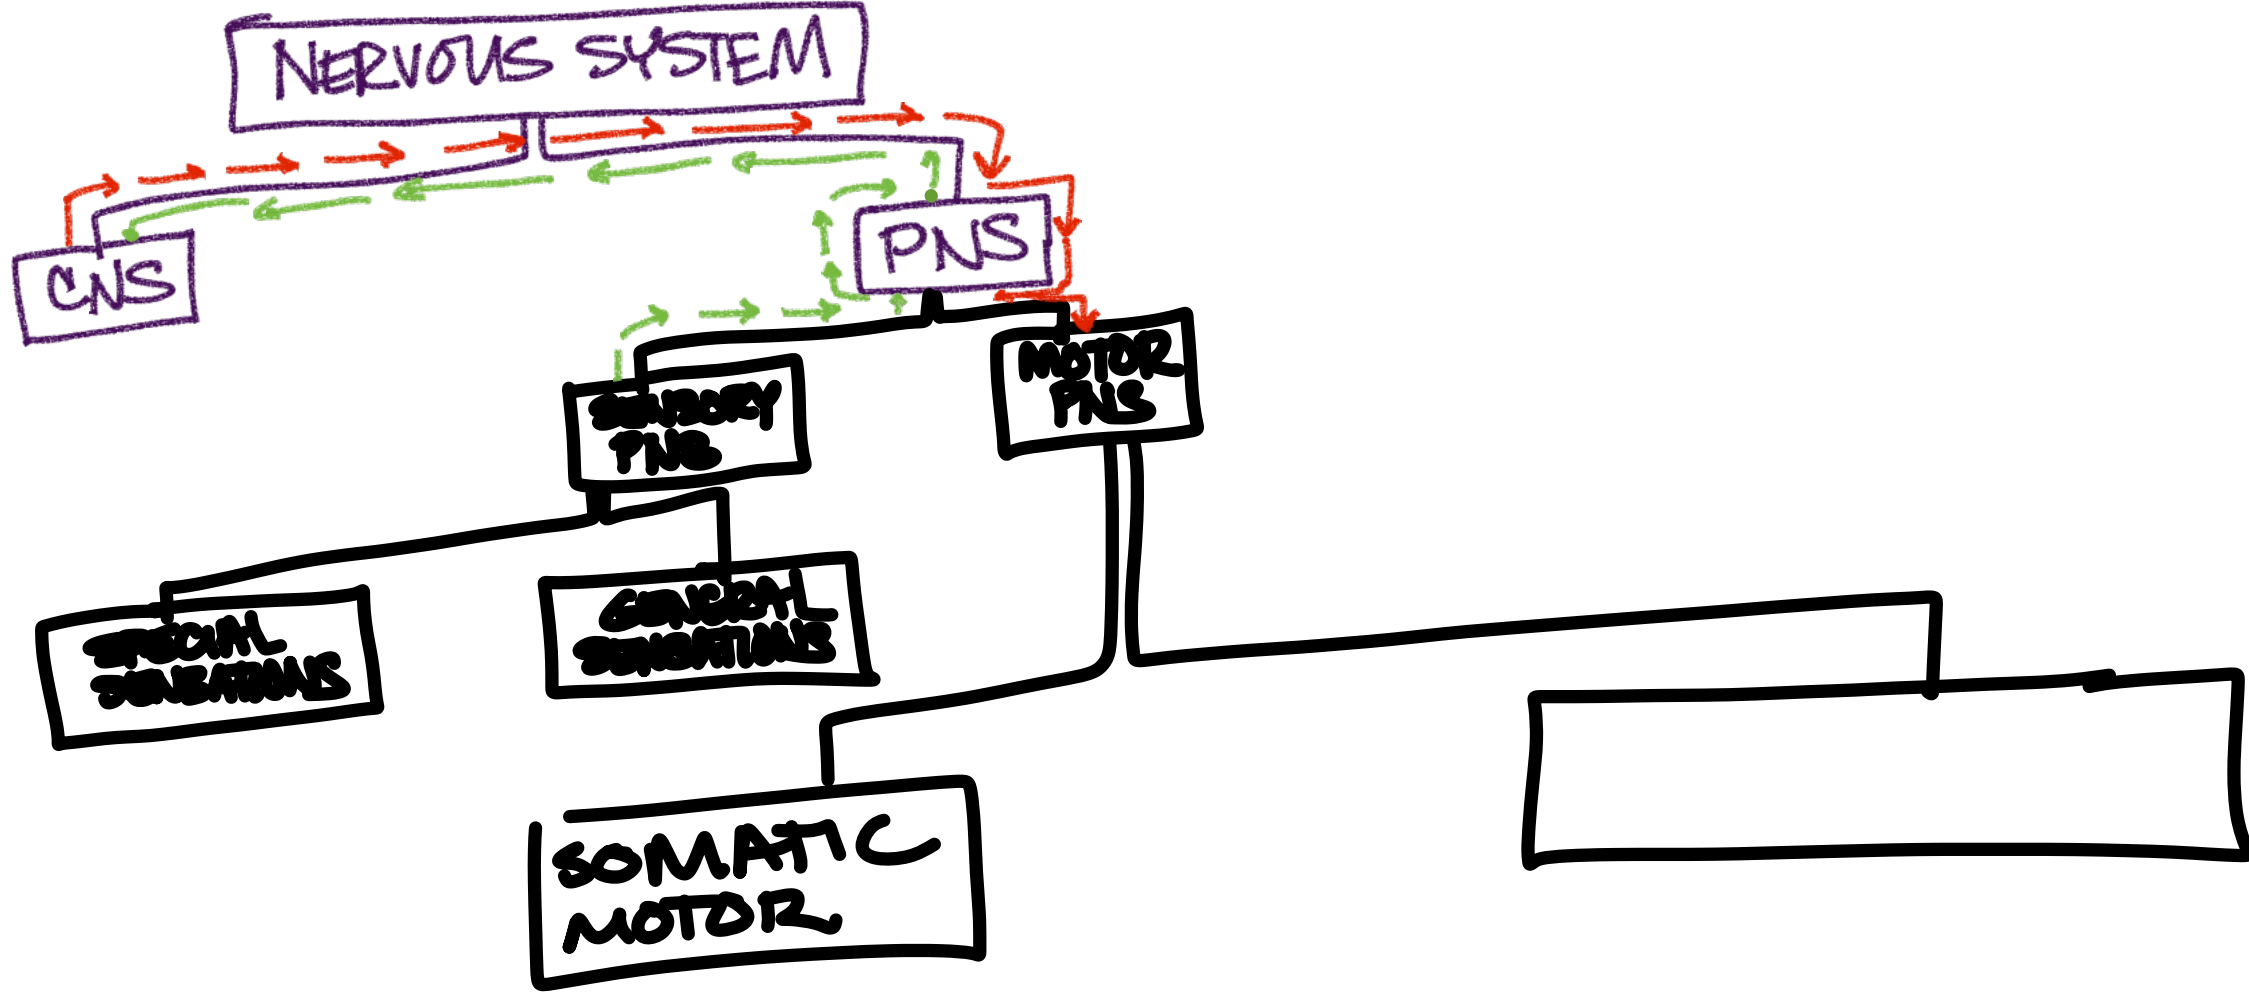 NERVOUS SYSTEM
CNS
PNS
SENSORY
PNS
MOTOR
PNS
SPECIAL
SENSATIONS
GENERAL
SENSATIONS
SOMATIC
MOTOR